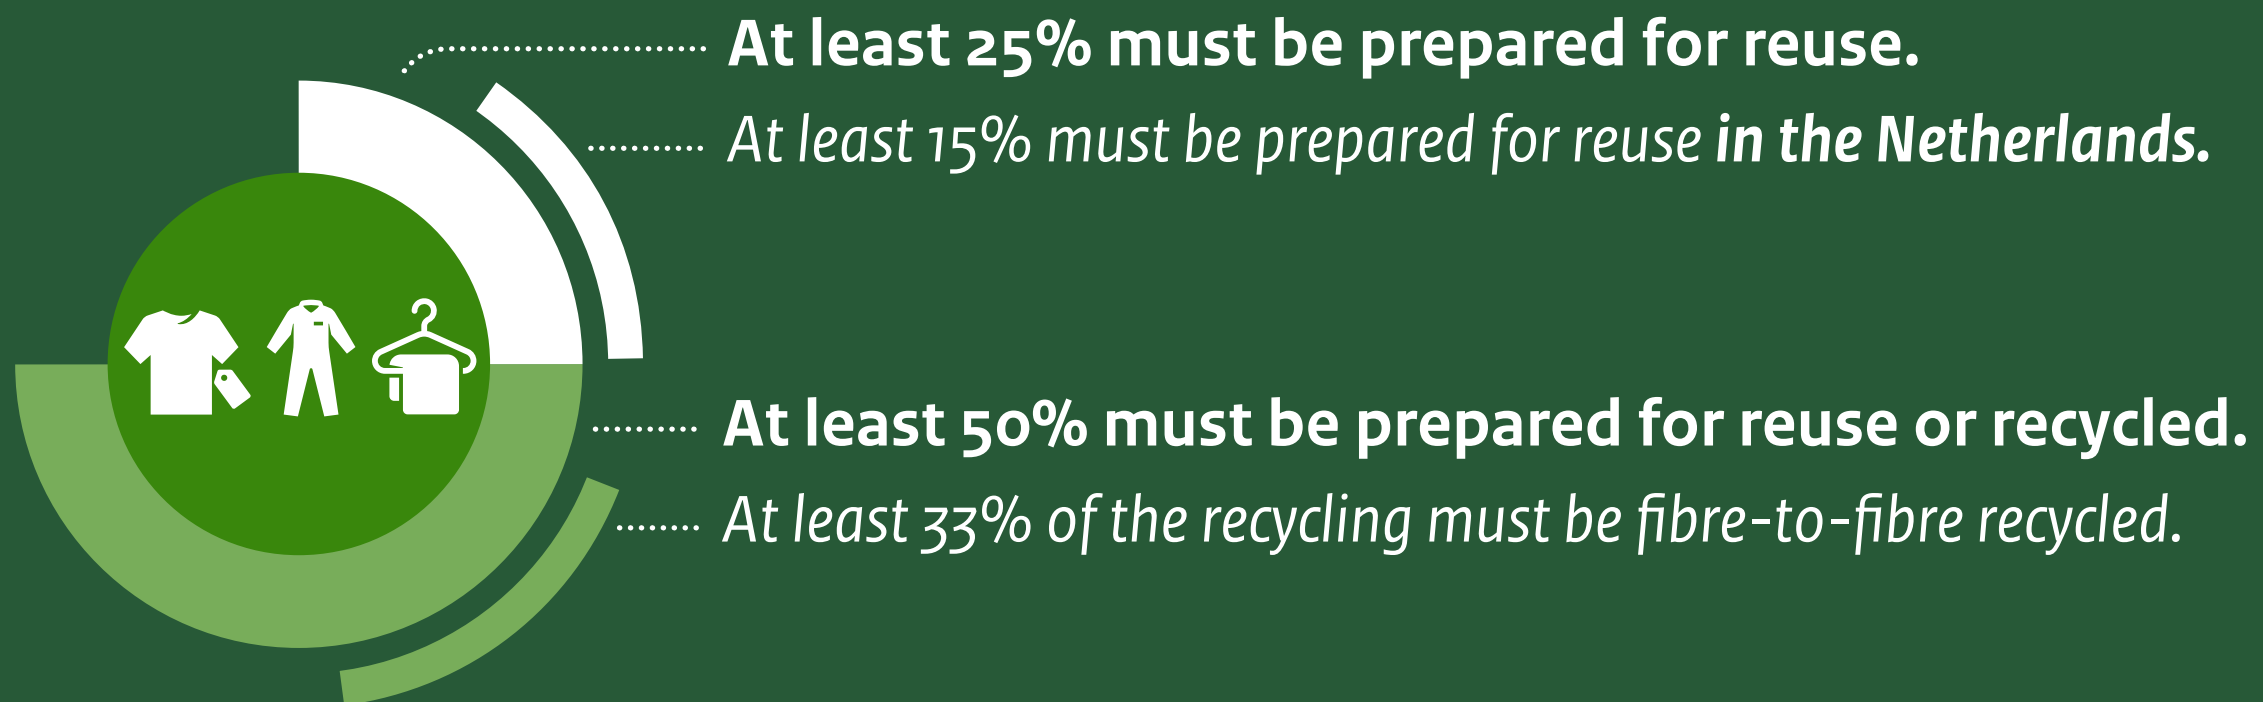 At least 25% must be prepared for reuse.
At least 15% must be prepared for reuse in the Netherlands.
At least 50% must be prepared for reuse or recycled.
At least 33% of the recycling must be fibre-to-fibre recycled.